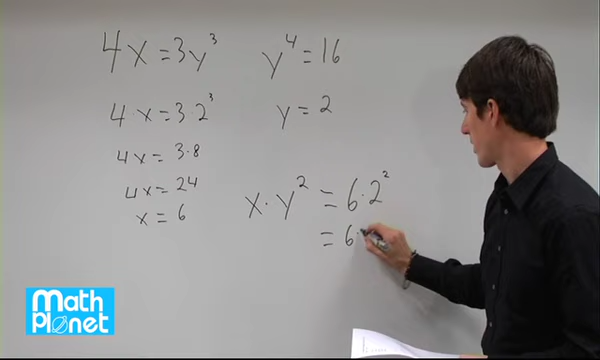 4x = 3y³
4 · x = 3 · 2³
4x = 3 · 8
4x = 24
x = 6
y⁴ = 16
y = 2
x · y² = 6 · 2²
= 6 ·
Math
Planet